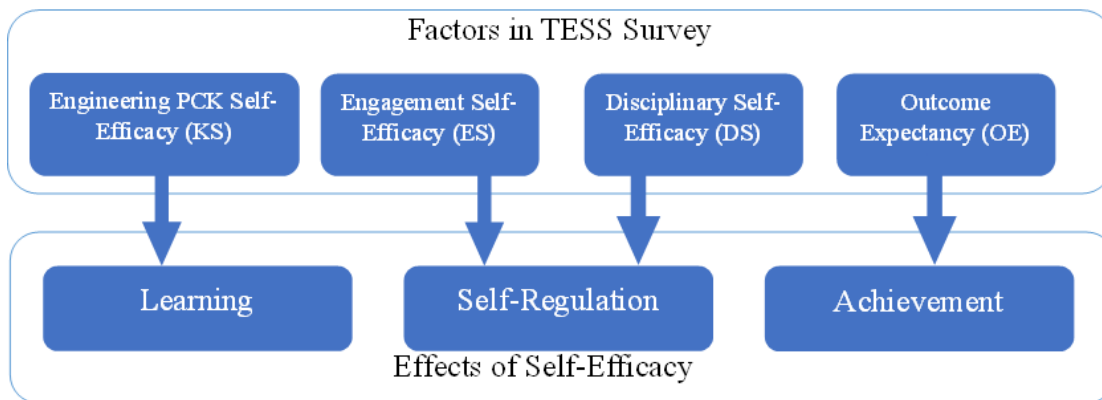 Factors in TESS Survey
Engineering PCK Self-
Efficacy (KS)
Engagement Self-
Efficacy (ES)
Disciplinary Self-
Efficacy (DS)
Outcome
Expectancy (OE)
Learning
Self-Regulation
Achievement
Effects of Self-Efficacy